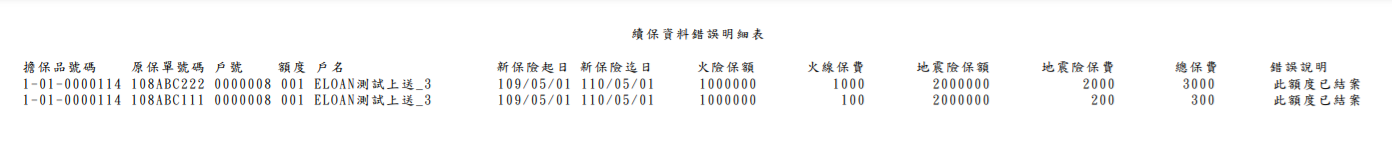 續保資料錯誤明細表
擔保品號碼 原保單號碼 戶號 額度 戶名 新保險起日 新保險迄日 火險保額 火線保費 地震險保額 地震險保費 總保費 錯誤說明
1-01-0000114 108ABC222 0000008 001 ELOAN測試上送_3 109/05/01 110/05/01 1000000 1000 2000000 2000 3000 此額度已結案
1-01-0000114 108ABC111 0000008 001 ELOAN測試上送_3 109/05/01 110/05/01 1000000 100 2000000 200 300 此額度已結案